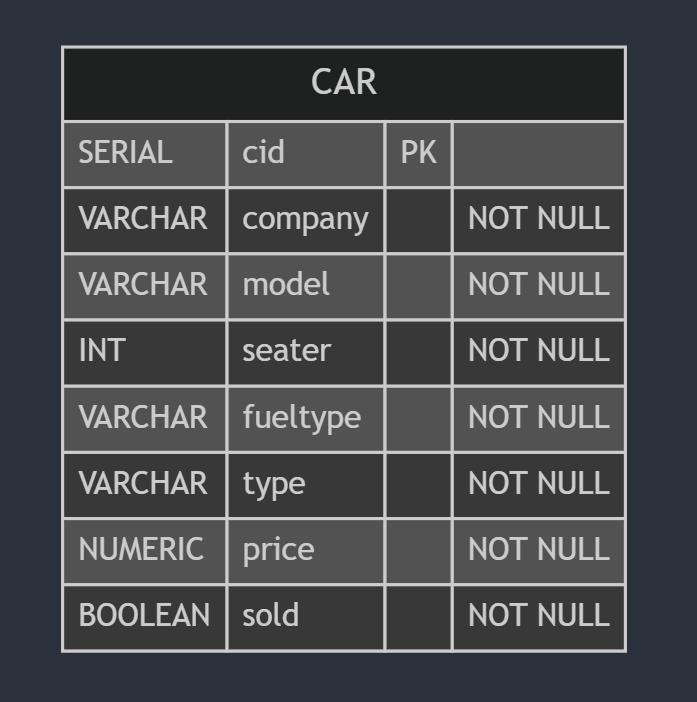 CAR
SERIAL cid PK
VARCHAR company NOT NULL
VARCHAR model NOT NULL
INT seater NOT NULL
VARCHAR fueltype NOT NULL
VARCHAR type NOT NULL
NUMERIC price NOT NULL
BOOLEAN sold NOT NULL